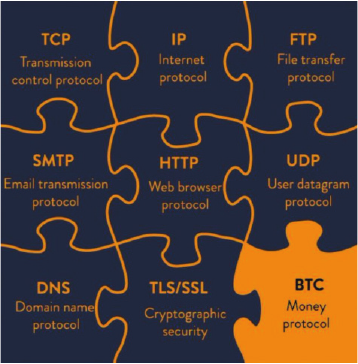 TCP
Transmission
control protocol
IP
Internet
protocol
FTP
File transfer
protocol
SMTP
Email transmission
protocol
HTTP
Web browser
protocol
UDP
User datagram
protocol
DNS
Domain name
protocol
TLS/SSL
Cryptographic
security
BTC
Money
protocol